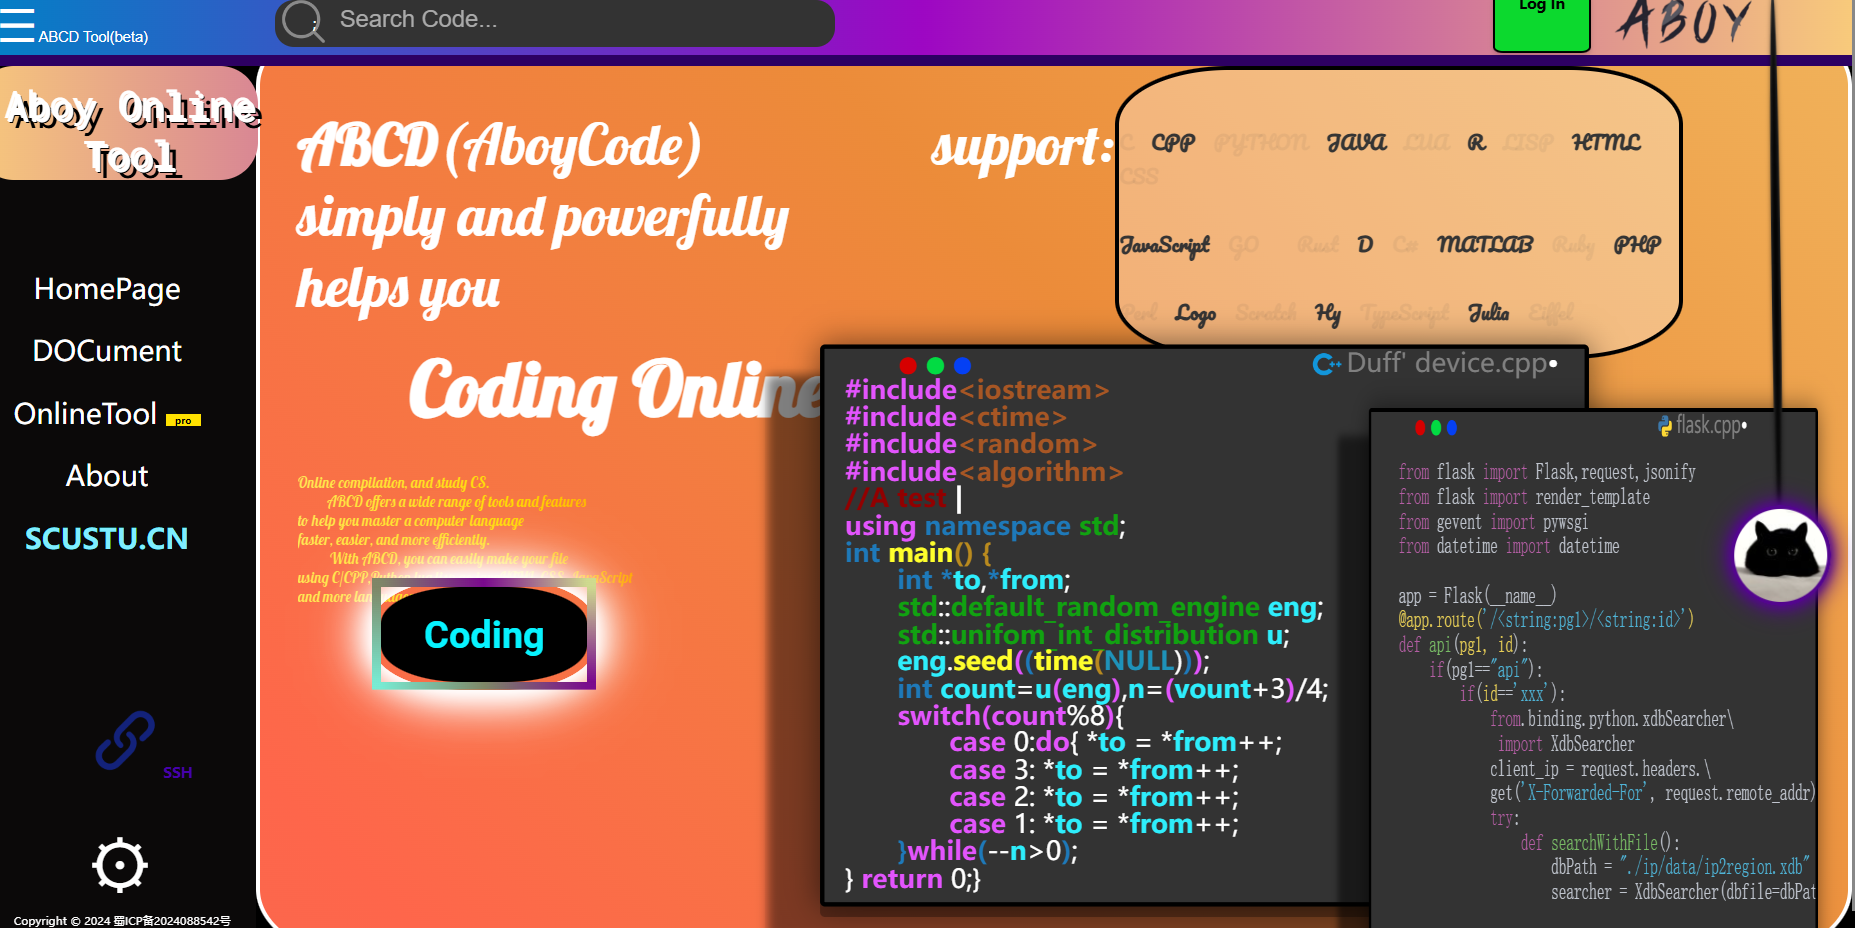 ABCD Tool(beta)
Search Code...
Log In
ABOY
Aboy Online
Tool
HomePage
DOCument
OnlineTool pro
About
SCUSTU.CN
SSH
Copyright © 2024 蜀ICP备2024088542号
ABCD (AboyCode)
simply and powerfully
helps you
Coding Online
support:
C CPP PYTHON JAVA LUA R LISP HTML
CSS
JavaScript GO Rust D C# MATLAB Ruby PHP
Perl Logo Scratch Hy TypeScript Julia Eiffel
Online compilation, and study CS.
ABCD offers a wide range of tools and features
to help you master a computer language
faster, easier, and more efficiently.
With ABCD, you can easily make your file
using C/CPP,Python JavaScript
and more
Coding
Duff' device.cpp•
#include<iostream>
#include<ctime>
#include<random>
#include<algorithm>
//A test |
using namespace std;
int main() {
int *to,*from;
std::default_random_engine eng;
std::unifom_int_distribution u;
eng.seed((time(NULL)));
int count=u(eng),n=(vount+3)/4;
switch(count%8){
case 0:do{ *to = *from++;
case 3: *to = *from++;
case 2: *to = *from++;
case 1: *to = *from++;
}while(--n>0);
} return 0;}
flask.cpp•
from flask import Flask,request,jsonify
from flask import render_template
from gevent import pywsgi
from datetime import datetime
app = Flask(__name__)
@app.route('/<string:pg1>/<string:id>')
def api(pg1, id):
if(pg1=="api"):
if(id=='xxx'):
from.binding.python.xdbSearcher\
import XdbSearcher
client_ip = request.headers.\
get('X-Forwarded-For', request.remote_addr)
try:
def searchWithFile():
dbPath = "./ip/data/ip2region.xdb"
searcher = XdbSearcher(dbfile=dbPat